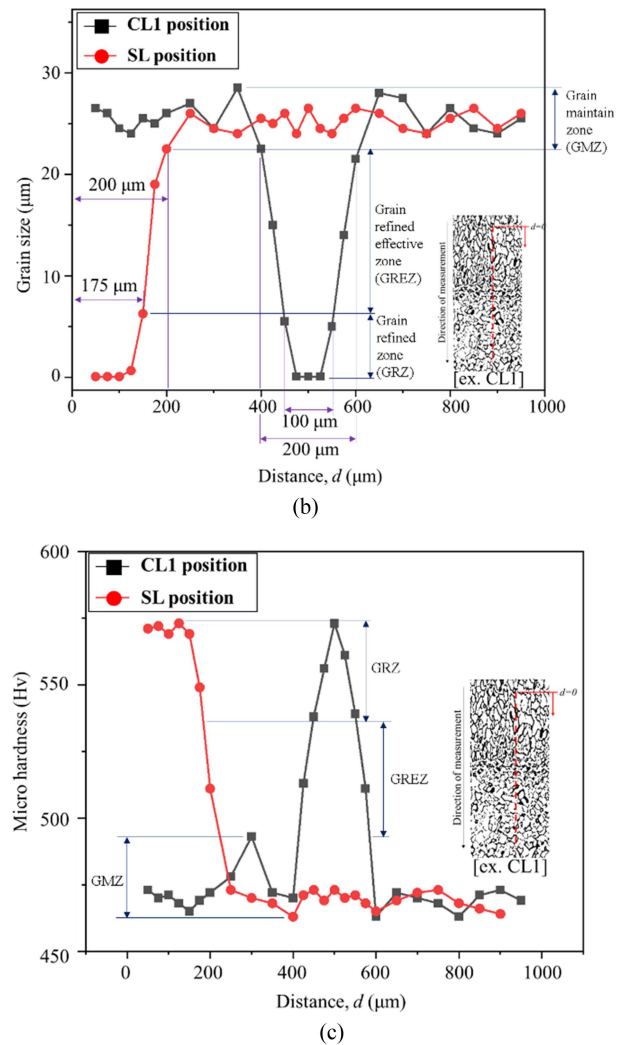 (b)
CL1 position
SL position
30
20
10
0
Grain size (μm)
200 μm
175 μm
Grain
maintain
zone
(GMZ)
Grain
refined
effective
zone
(GREZ)
Grain
refined
zone
(GRZ)
Direction of measurement
d=0
[ex. CL1]
0
200
400
600
800
1000
100 μm
200 μm
Distance, d (μm)
(b)
600
550
500
450
Micro hardness (Hv)
CL1 position
SL position
GRZ
GREZ
GMZ
Direction of measurement
d=0
[ex. CL1]
0
200
400
600
800
1000
Distance, d (μm)
(c)